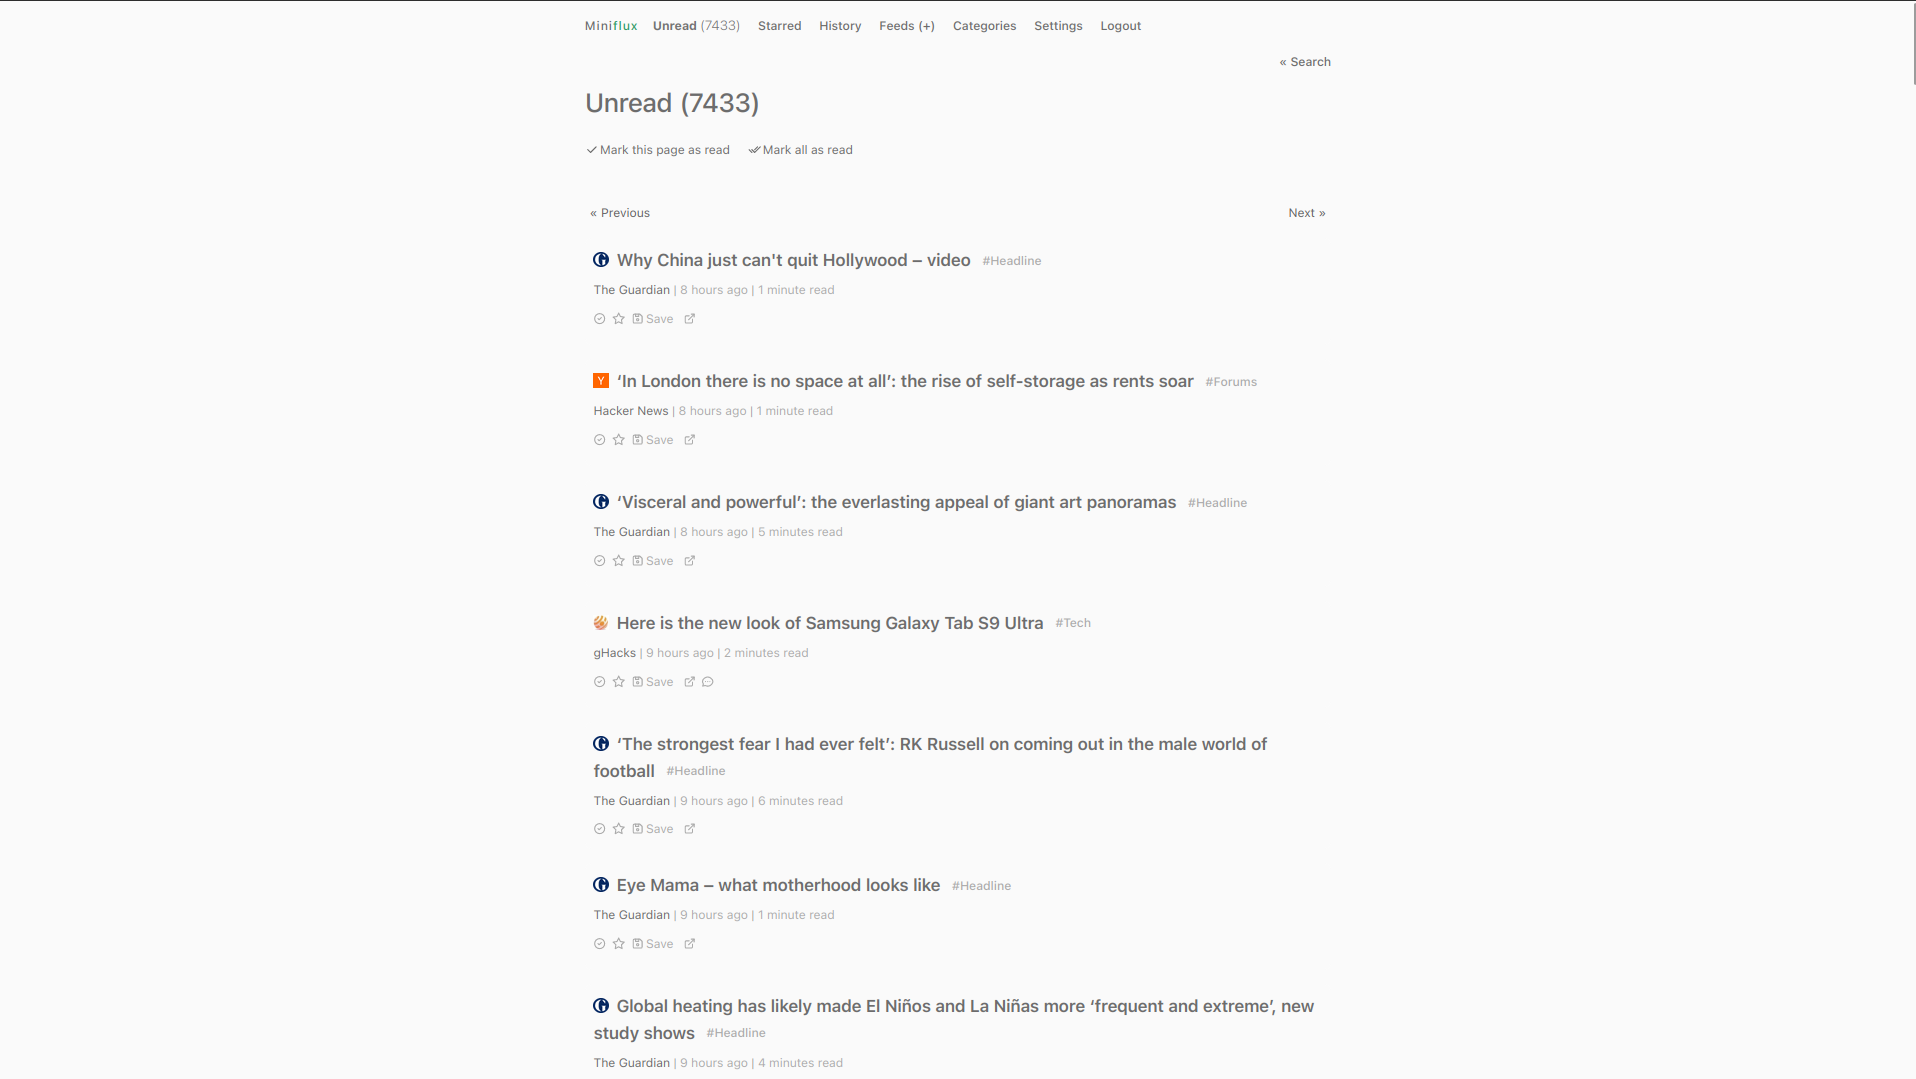 Miniflux Unread (7433) Starred History Feeds (+) Categories Settings Logout
« Search
Unread (7433)
Mark this page as read Mark all as read
« Previous Next »
Why China just can't quit Hollywood – video #Headline
The Guardian | 8 hours ago | 1 minute read
Save
Y ‘In London there is no space at all’: the rise of self-storage as rents soar #Forums
Hacker News | 8 hours ago | 1 minute read
Save
‘Visceral and powerful’: the everlasting appeal of giant art panoramas #Headline
The Guardian | 8 hours ago | 5 minutes read
Save
Here is the new look of Samsung Galaxy Tab S9 Ultra #Tech
gHacks | 9 hours ago | 2 minutes read
Save
‘The strongest fear I had ever felt’: RK Russell on coming out in the male world of
football #Headline
The Guardian | 9 hours ago | 6 minutes read
Save
Eye Mama – what motherhood looks like #Headline
The Guardian | 9 hours ago | 1 minute read
Save
Global heating has likely made El Niños and La Niñas more ‘frequent and extreme’, new
study shows #Headline
The Guardian | 9 hours ago | 4 minutes read